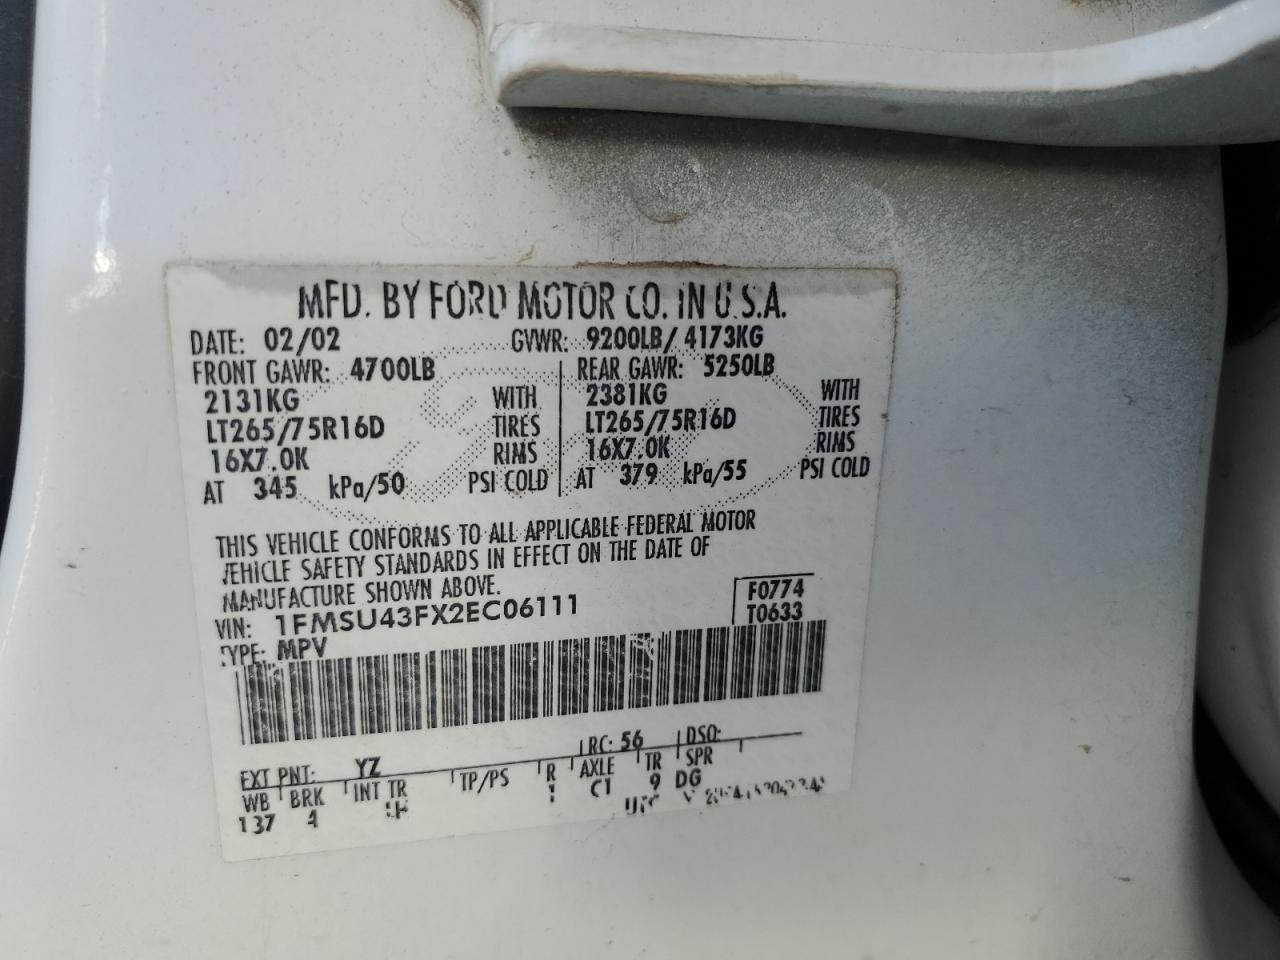 MFD. BY FORD MOTOR CO. IN U.S.A.
DATE: 02/02 GVWR: 9200LB/ 4173KG
FRONT GAWR: 4700LB REAR GAWR: 5250LB
2131KG WITH 2381KG WITH
LT265/75R16D TIRES LT265/75R16D TIRES
16X7.0K RIMS 16X7.0K RIMS
AT 345 kPa/50 PSI COLD AT 379 kPa/55 PSI COLD
THIS VEHICLE CONFORMS TO ALL APPLICABLE FEDERAL MOTOR
VEHICLE SAFETY STANDARDS IN EFFECT ON THE DATE OF
MANUFACTURE SHOWN ABOVE.
VIN: 1FMSU43FX2EC06111 F0774
TYPE: MPV T0633
EXT PNT: YZ RC: 56 DSO:
WB BRK INT TR TP/PS R AXLE TR SPR
137 4 1 C1 9 DG